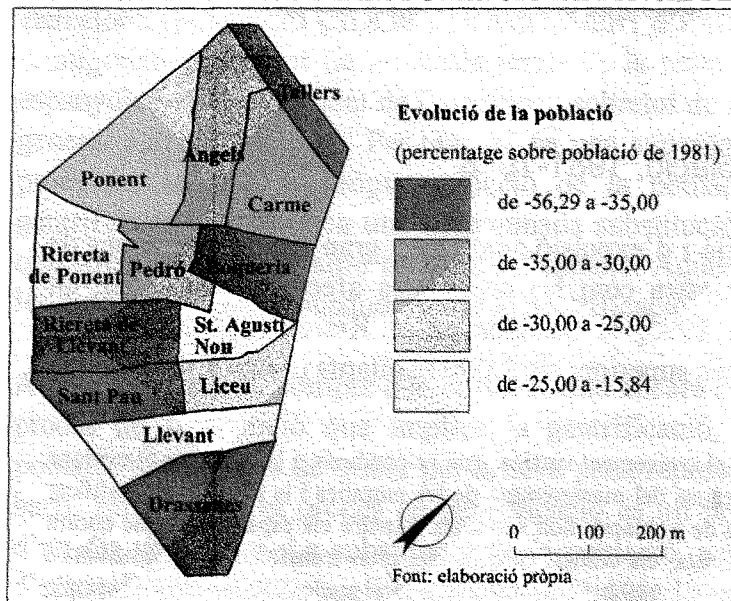 Tallers
Àngels
Ponent
Carme
Riereta
de Ponent
Pedró
Boqueria
Riereta de
Llevant
St. Agustí
Nou
Sant Pau
Liceu
Llevant
Drassanes
Evolució de la població
(percentatge sobre població de 1981)
de -56,29 a -35,00
de -35,00 a -30,00
de -30,00 a -25,00
de -25,00 a -15,84
0 100 200 m
Font: elaboració pròpia